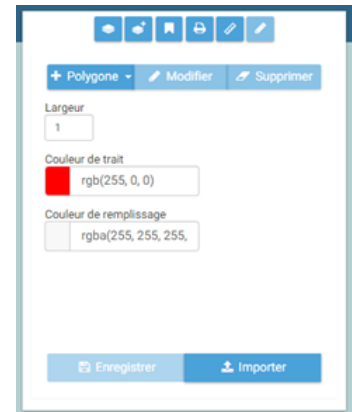 + Polygone Modifier Supprimer
Largeur
1
Couleur de trait
rgb(255, 0, 0)
Couleur de remplissage
rgba(255, 255, 255,
Enregistrer Importer